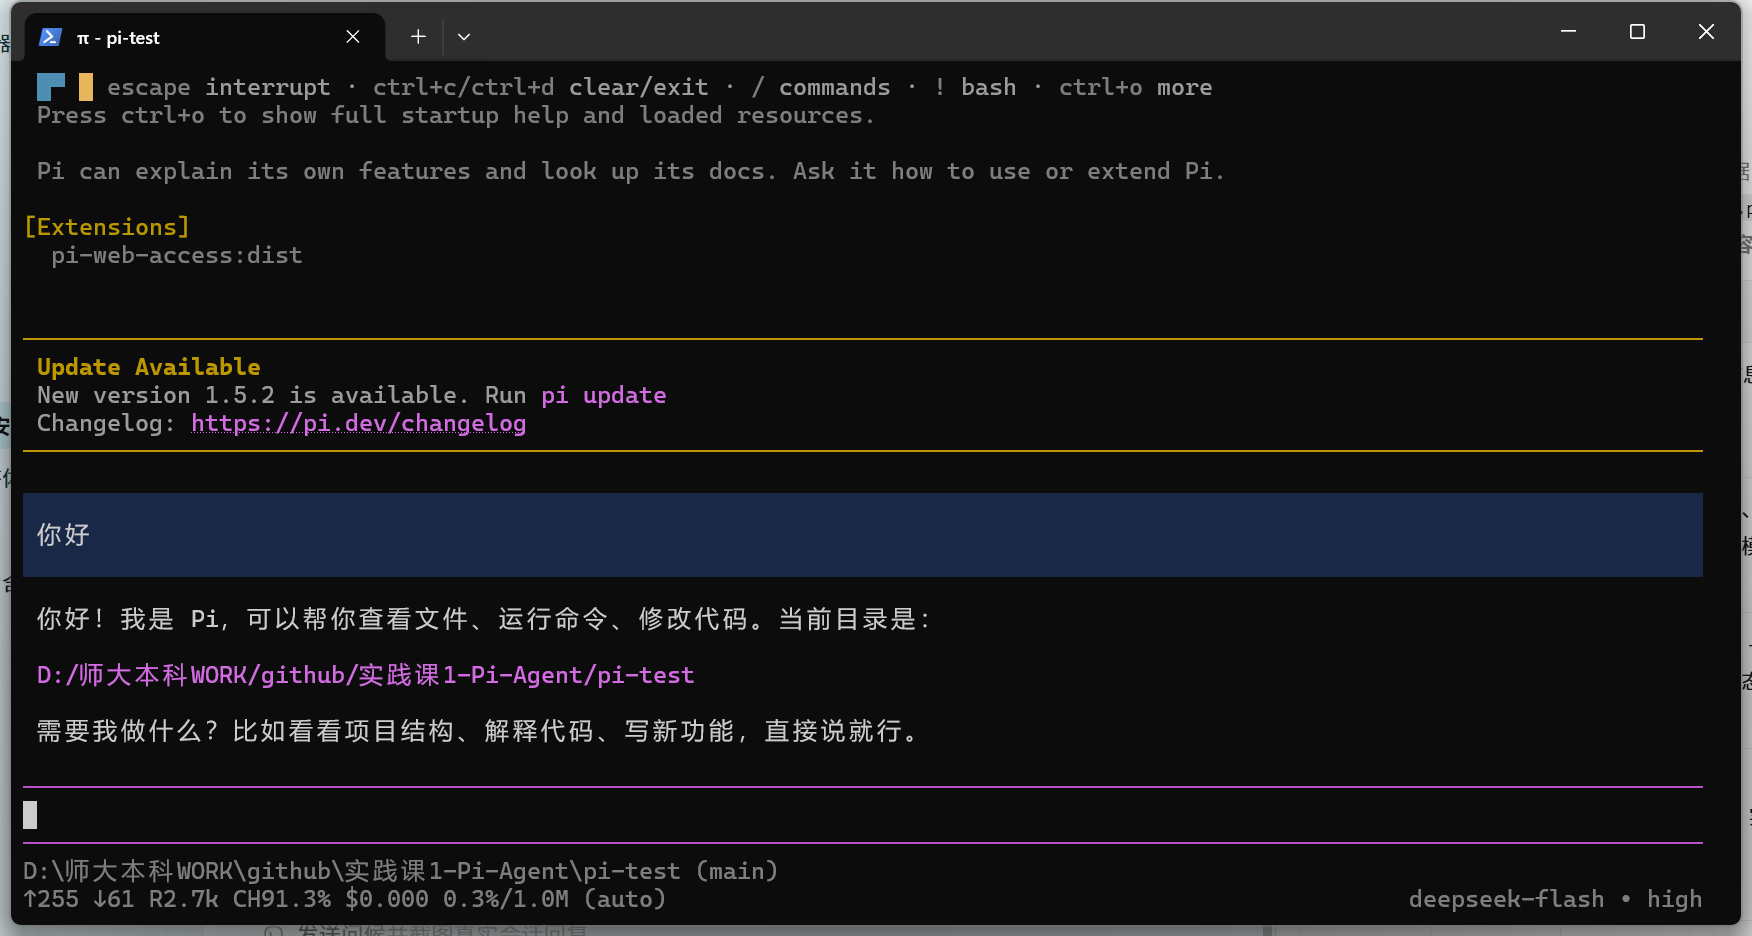 π - pi-test
escape interrupt · ctrl+c/ctrl+d clear/exit · / commands · ! bash · ctrl+o more
Press ctrl+o to show full startup help and loaded resources.
Pi can explain its own features and look up its docs. Ask it how to use or extend Pi.
[Extensions]
pi-web-access:dist
Update Available
New version 1.5.2 is available. Run pi update
Changelog: https://pi.dev/changelog
你好
你好！我是 Pi，可以帮你查看文件、运行命令、修改代码。当前目录是：
D:/师大本科WORK/github/实践课1-Pi-Agent/pi-test
需要我做什么？比如看看项目结构、解释代码、写新功能，直接说就行。
D:\师大本科WORK\github\实践课1-Pi-Agent\pi-test (main)
↑255 ↓61 R2.7k CH91.3% $0.000 0.3%/1.0M (auto)
deepseek-flash • high